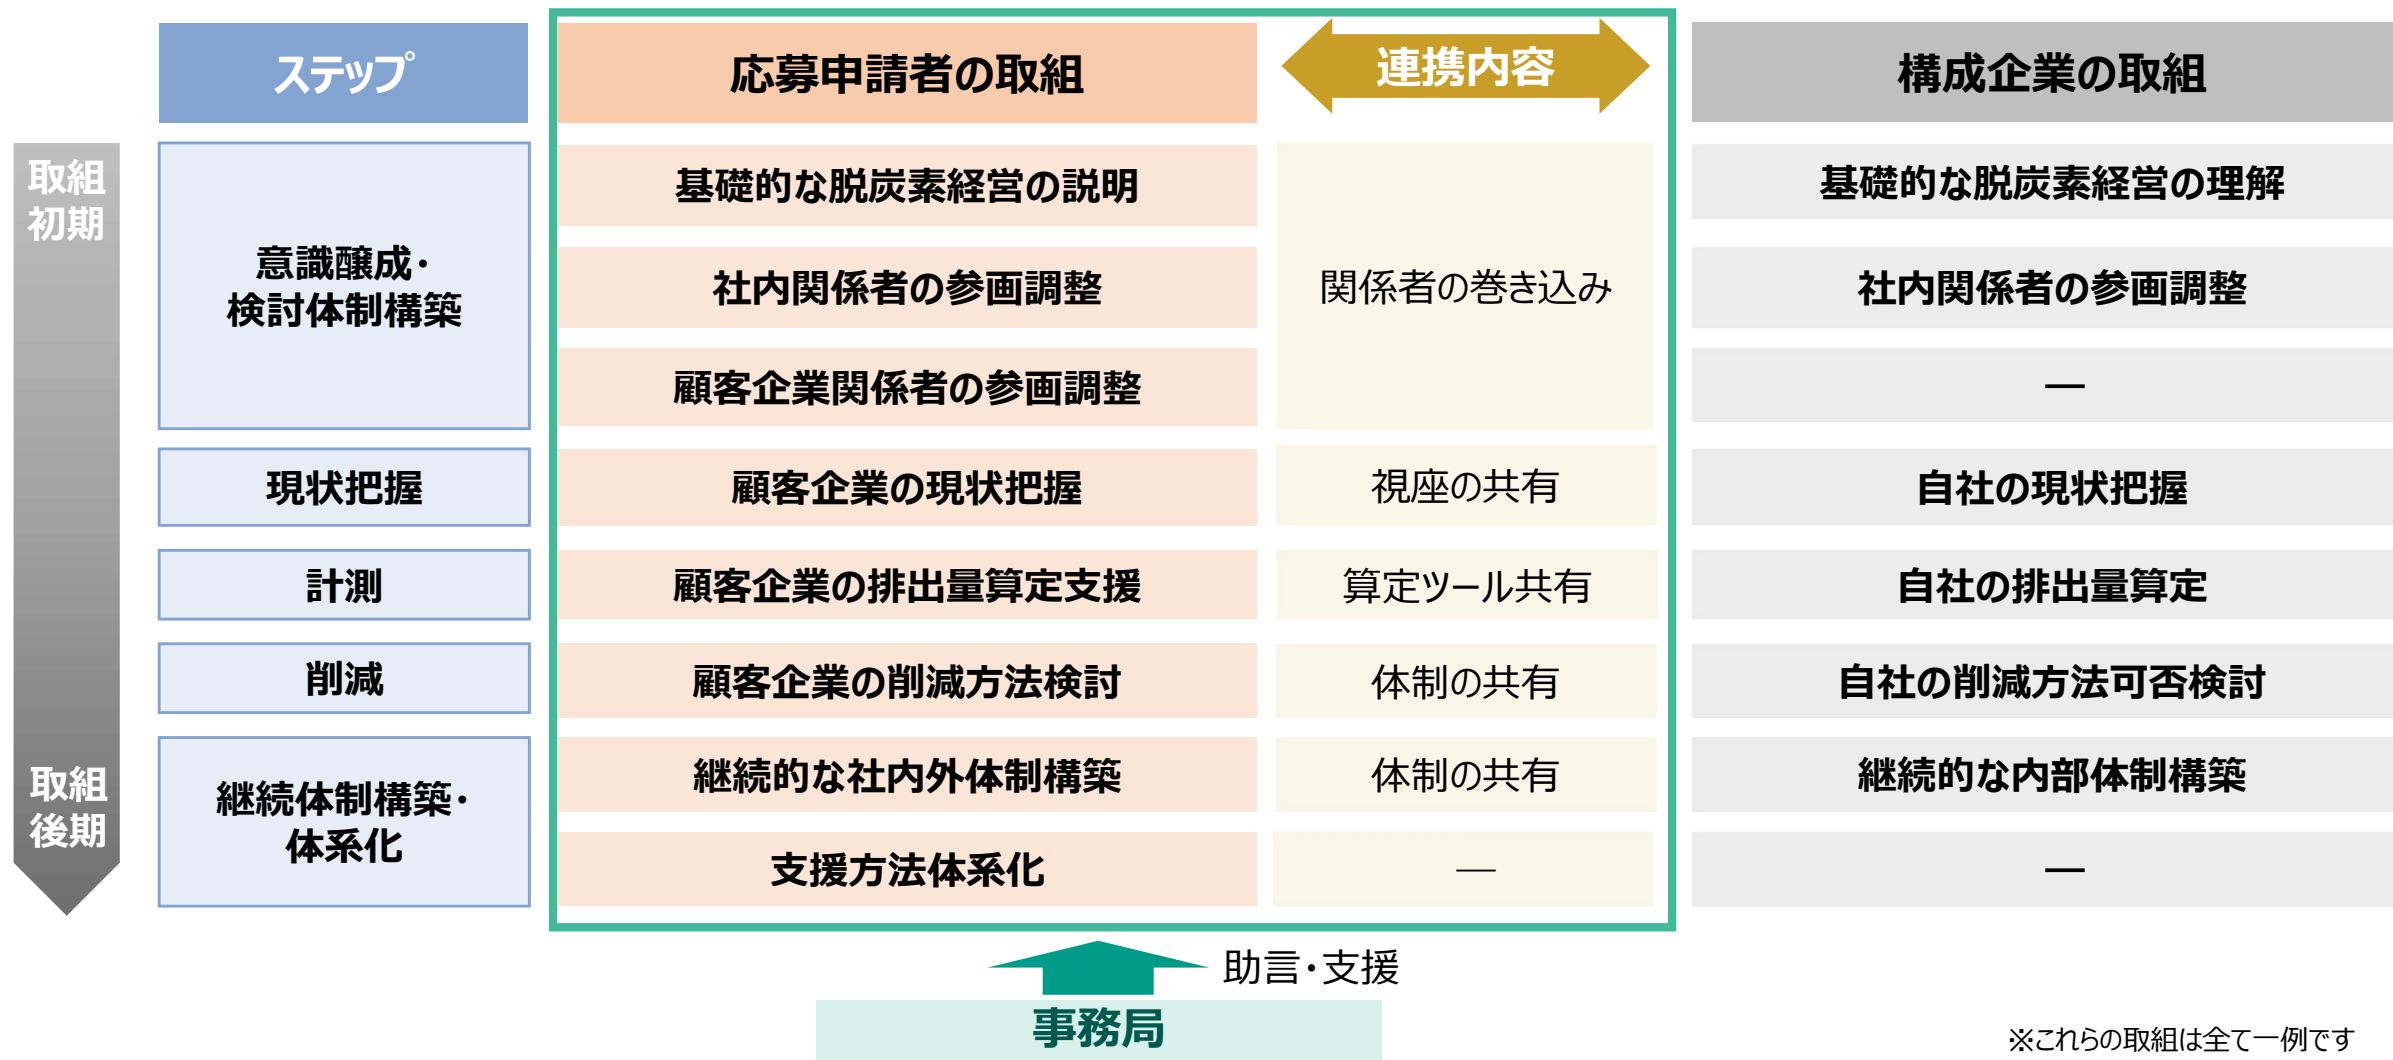 ステップ
応募申請者の取組
連携内容
構成企業の取組
取組
初期
意識醸成・
検討体制構築
基礎的な脱炭素経営の説明
関係者の巻き込み
基礎的な脱炭素経営の理解
社内関係者の参画調整
社内関係者の参画調整
顧客企業関係者の参画調整
―
現状把握
顧客企業の現状把握
視座の共有
自社の現状把握
計測
顧客企業の排出量算定支援
算定ツール共有
自社の排出量算定
削減
顧客企業の削減方法検討
体制の共有
自社の削減方法可否検討
取組
後期
継続体制構築・
体系化
継続的な社内外体制構築
体制の共有
継続的な内部体制構築
支援方法体系化
―
―
助言・支援
事務局
※これらの取組は全て一例です